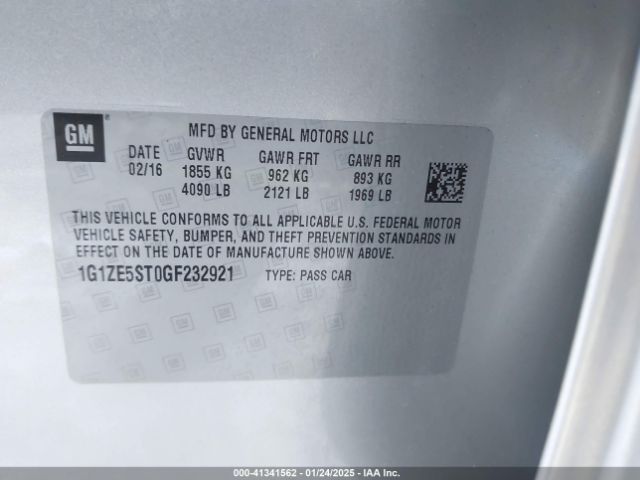 GM
MFD BY GENERAL MOTORS LLC
DATE GVWR GAWR FRT GAWR RR
02/16 1855 KG 962 KG 893 KG
4090 LB 2121 LB 1969 LB
THIS VEHICLE CONFORMS TO ALL APPLICABLE U.S. FEDERAL MOTOR
VEHICLE SAFETY, BUMPER, AND THEFT PREVENTION STANDARDS IN
EFFECT ON THE DATE OF MANUFACTURE SHOWN ABOVE.
1G1ZE5ST0GF232921 TYPE: PASS CAR
000-41341562 - 01/24/2025 - IAA Inc.